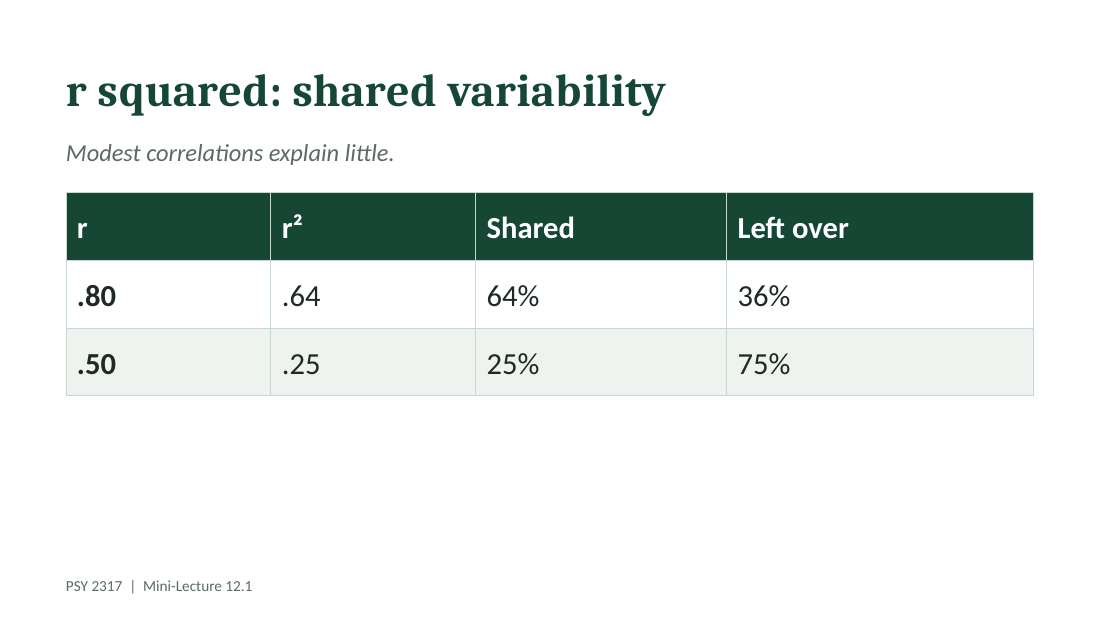 r squared: shared variability
Modest correlations explain little.
r r² Shared Left over
.80 .64 64% 36%
.50 .25 25% 75%
PSY 2317 | Mini-Lecture 12.1